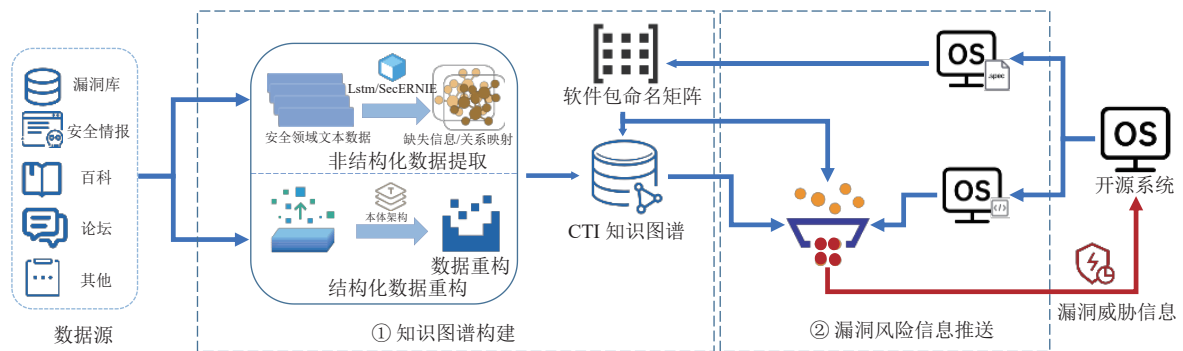 漏洞库
安全情报
百科
论坛
其他
数据源
Lstm/SecERNIE
安全领域文本数据
缺失信息/关系映射
非结构化数据提取
T
本体架构
数据重构
结构化数据重构
软件包命名矩阵
CTI 知识图谱
① 知识图谱构建
OS
.spec
OS
</>
② 漏洞风险信息推送
OS
开源系统
漏洞威胁信息